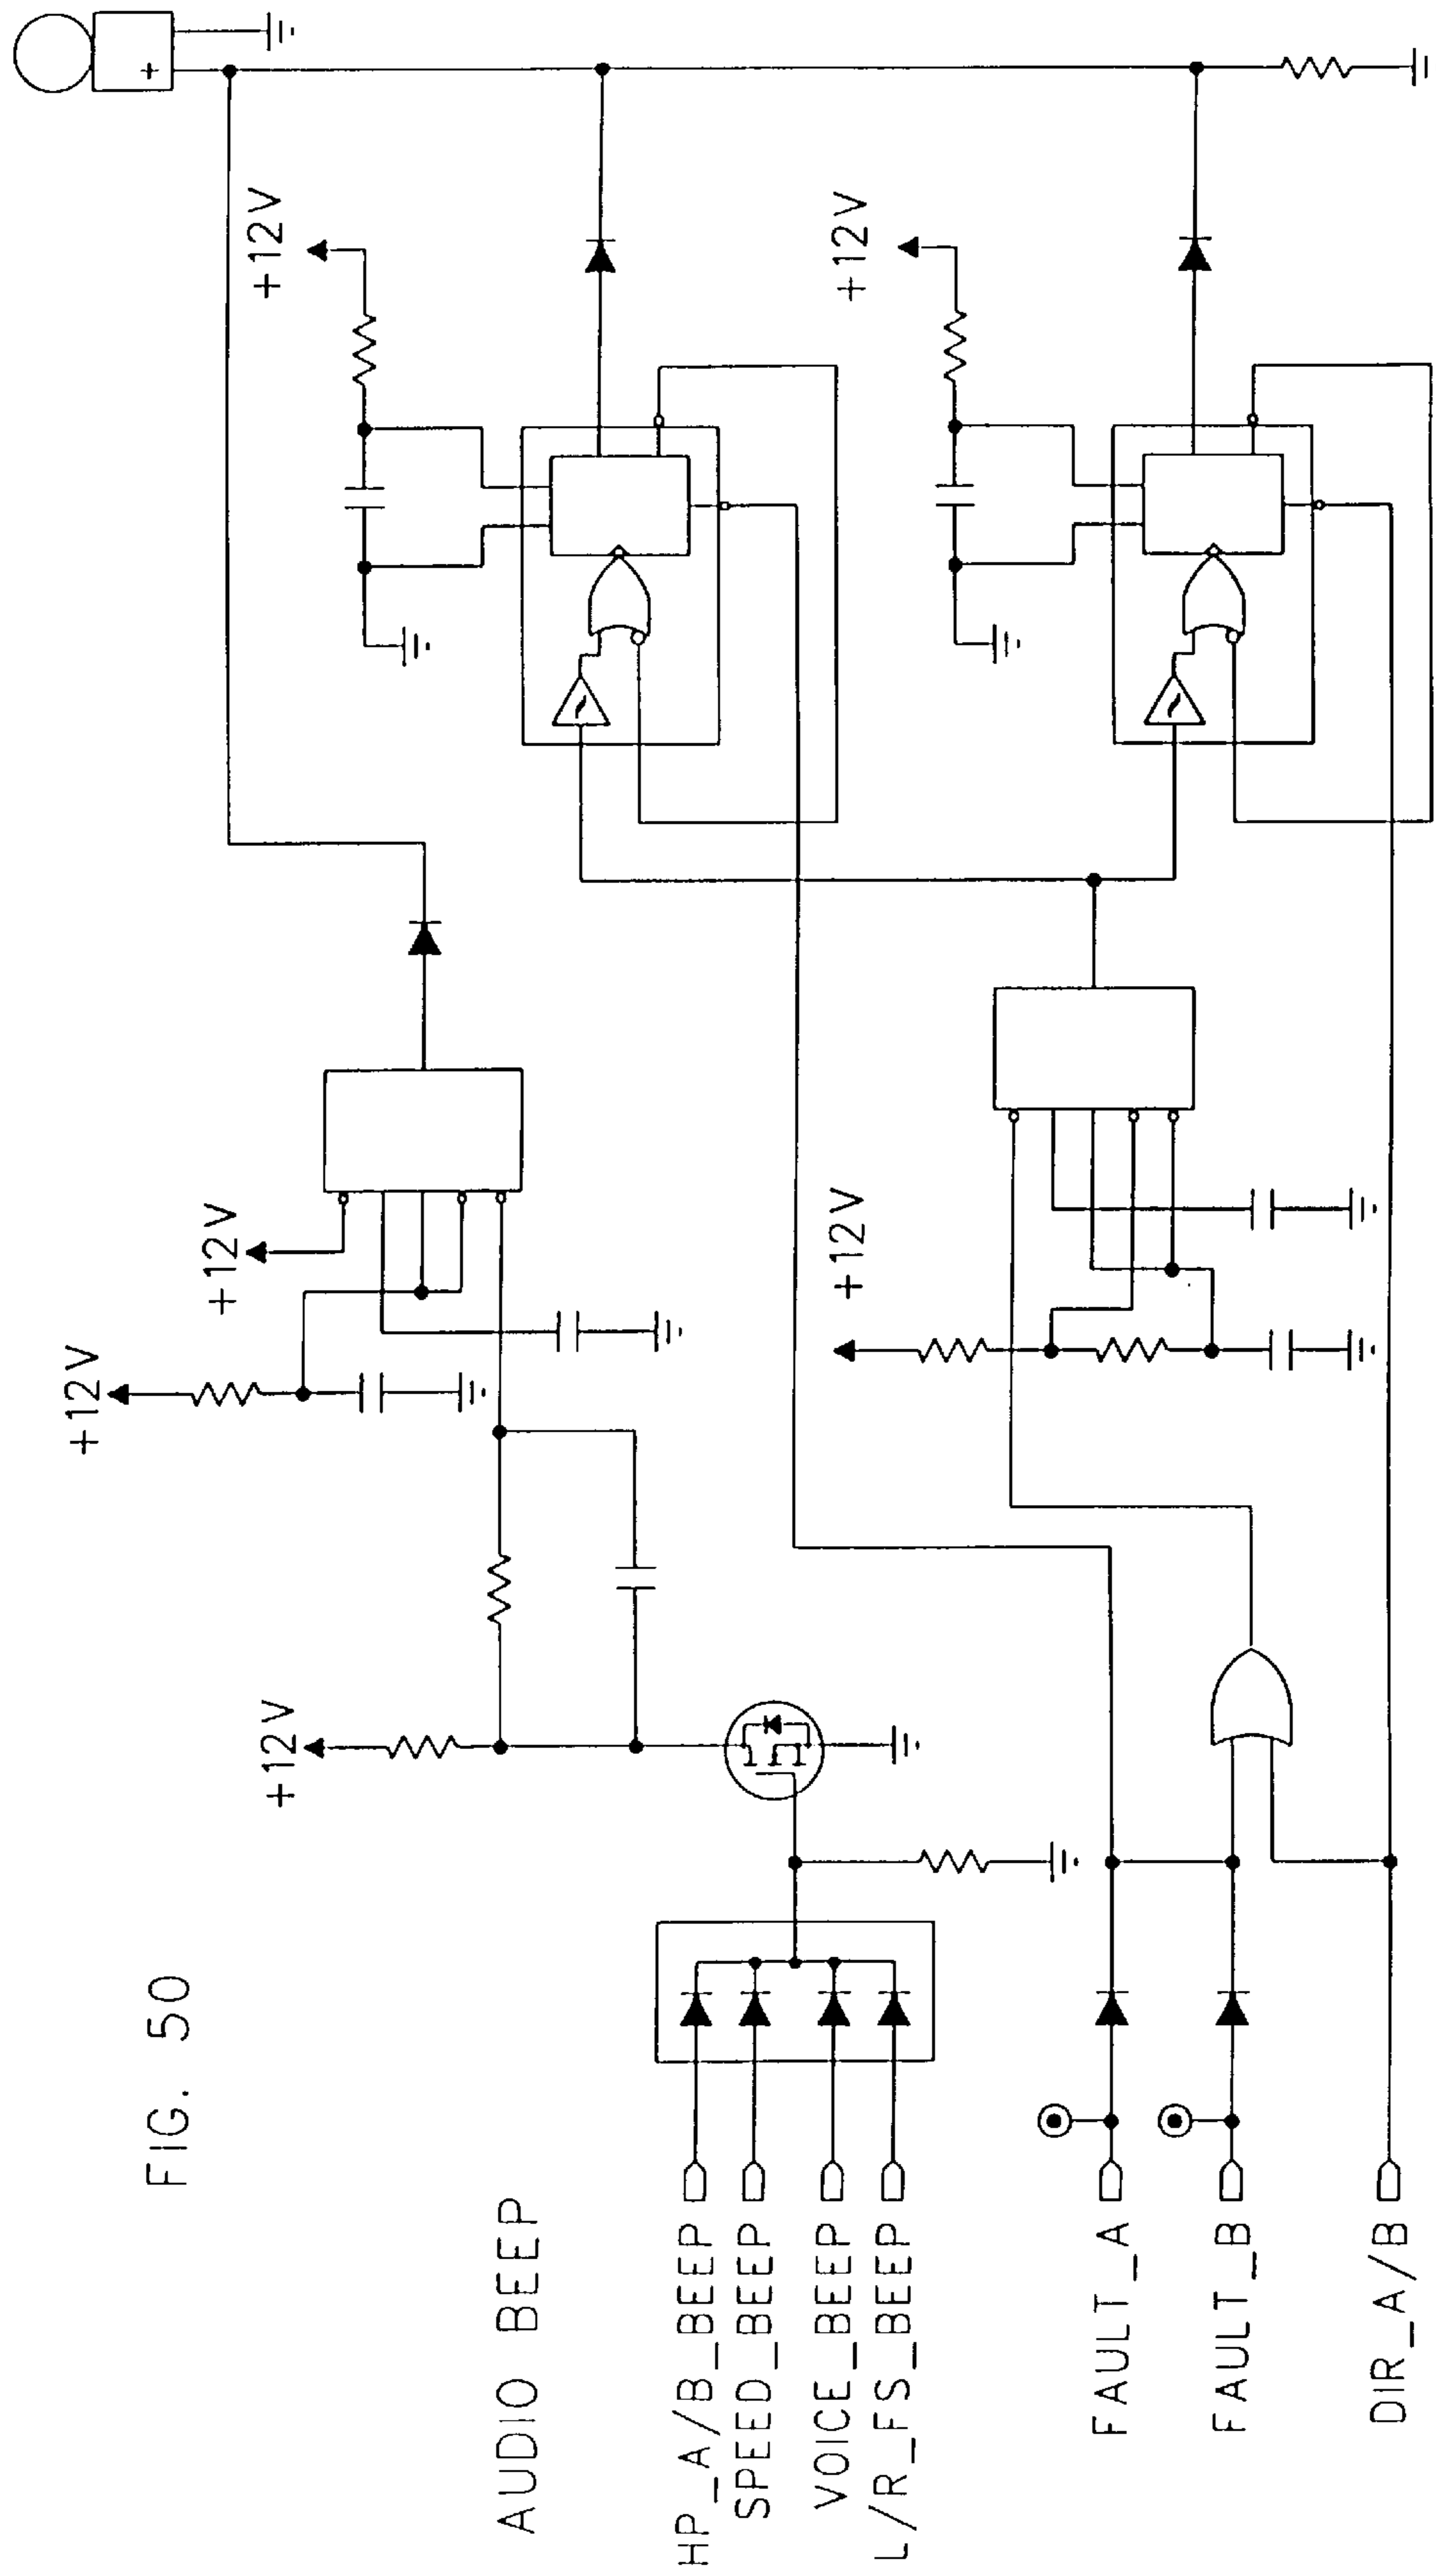 FIG. 50
AUDIO BEEP
HP_A/B_BEEP
SPEED_BEEP
VOICE_BEEP
L/R_FS_BEEP
FAULT_A
FAULT_B
DIR_A/B
+12V
+12V
+12V
+12V
+12V
+12V
+